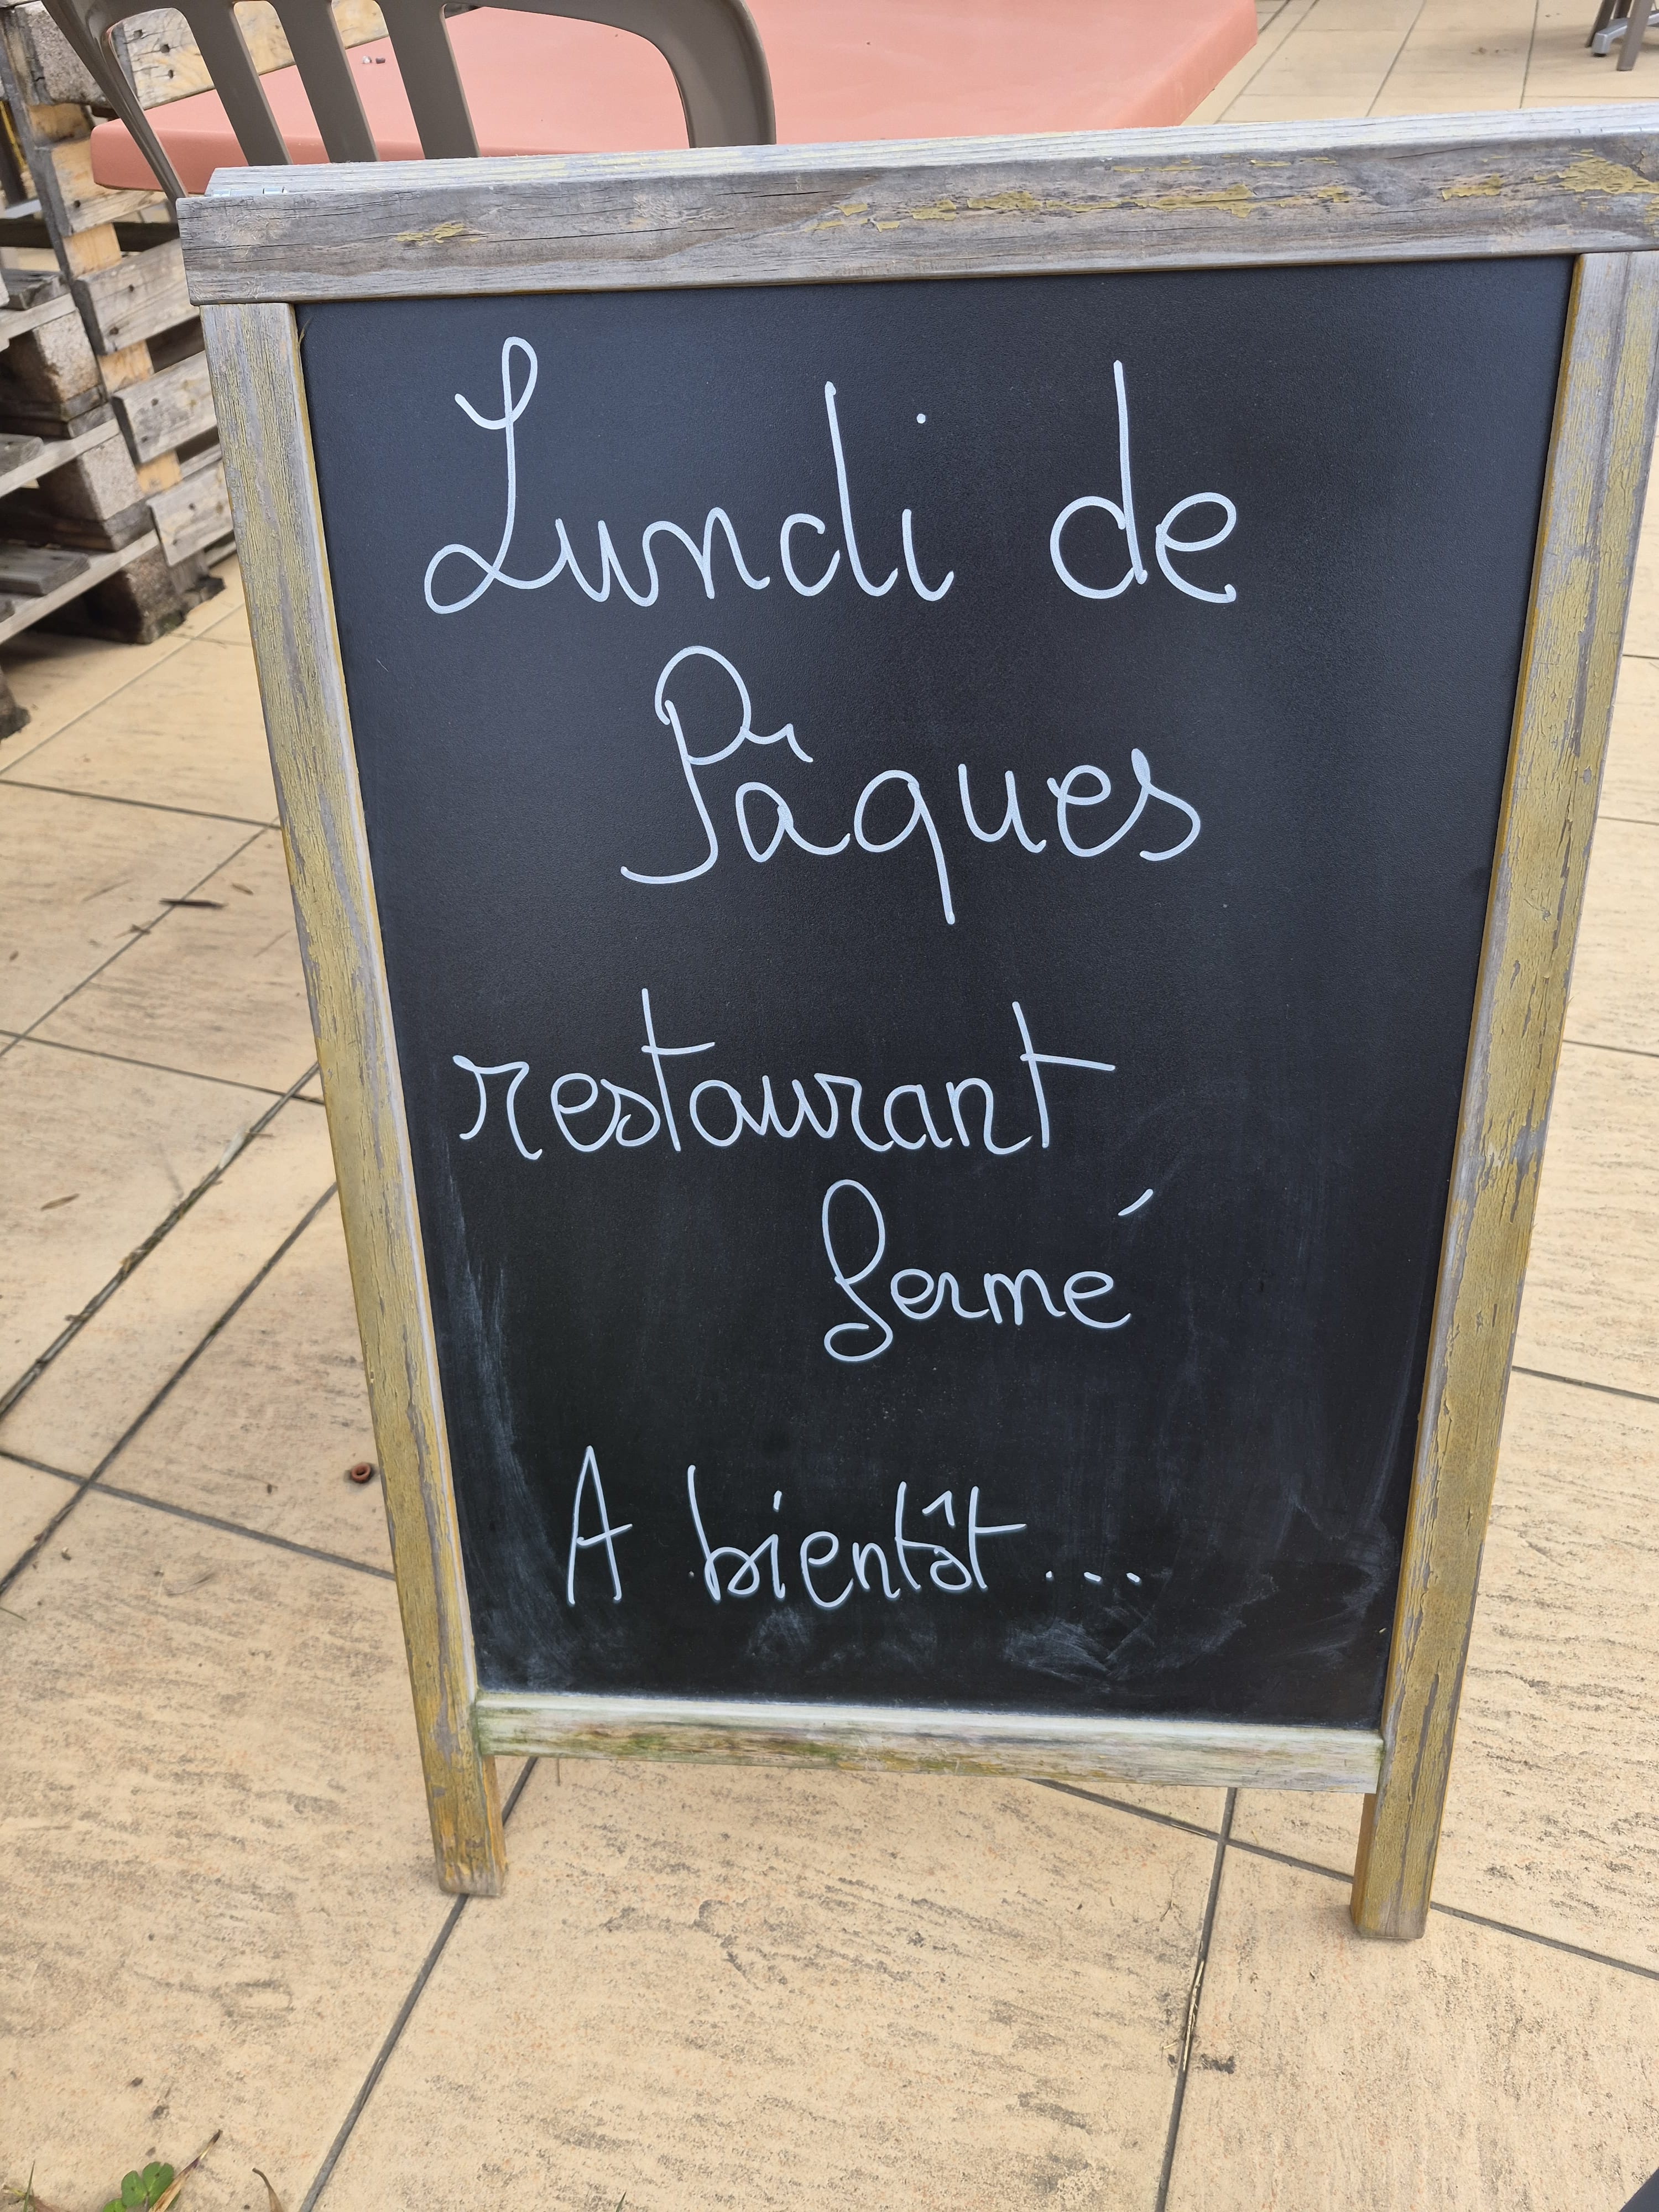 Lundi de
Pâques
restaurant
fermé
A bientôt...